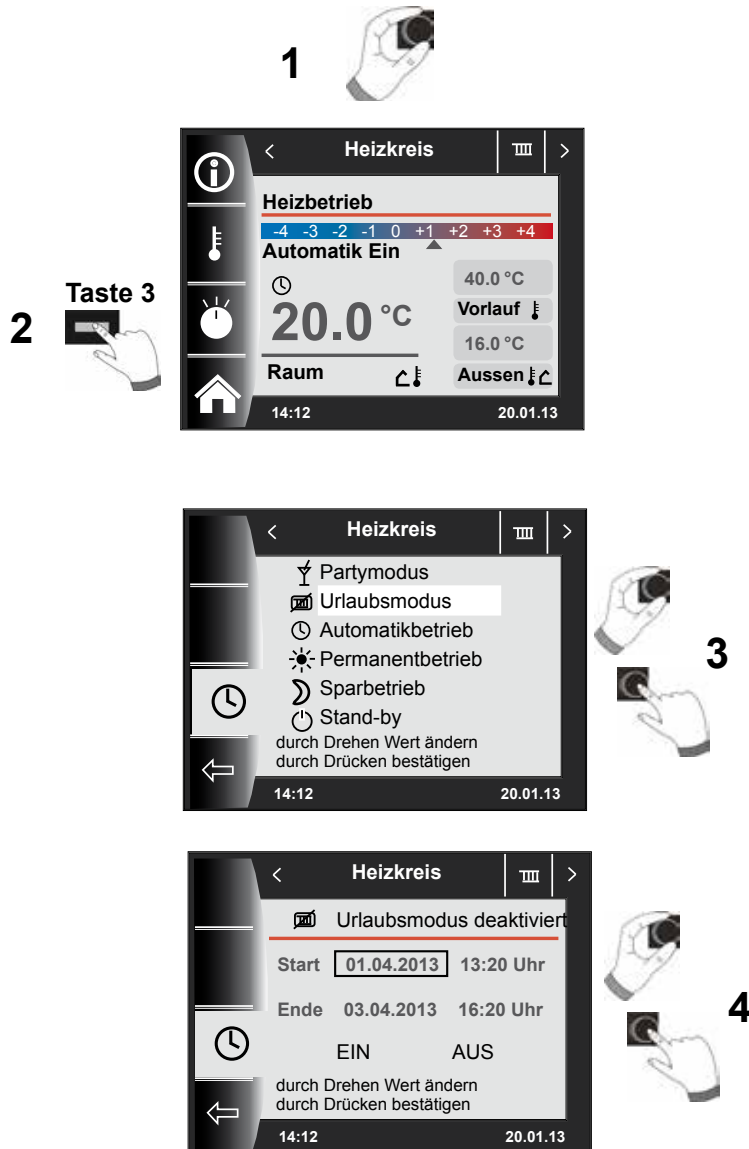 1
< Heizkreis >
Heizbetrieb
-4 -3 -2 -1 0 +1 +2 +3 +4
Automatik Ein
40.0 °C
Taste 3
2
20.0 °C
Vorlauf
16.0 °C
Raum
Aussen
14:12 20.01.13
< Heizkreis >
Partymodus
Urlaubsmodus
Automatikbetrieb
3
Permanentbetrieb
Sparbetrieb
Stand-by
durch Drehen Wert ändern
durch Drücken bestätigen
14:12 20.01.13
< Heizkreis >
Urlaubsmodus deaktiviert
Start 01.04.2013 13:20 Uhr
Ende 03.04.2013 16:20 Uhr
4
EIN AUS
durch Drehen Wert ändern
durch Drücken bestätigen
14:12 20.01.13